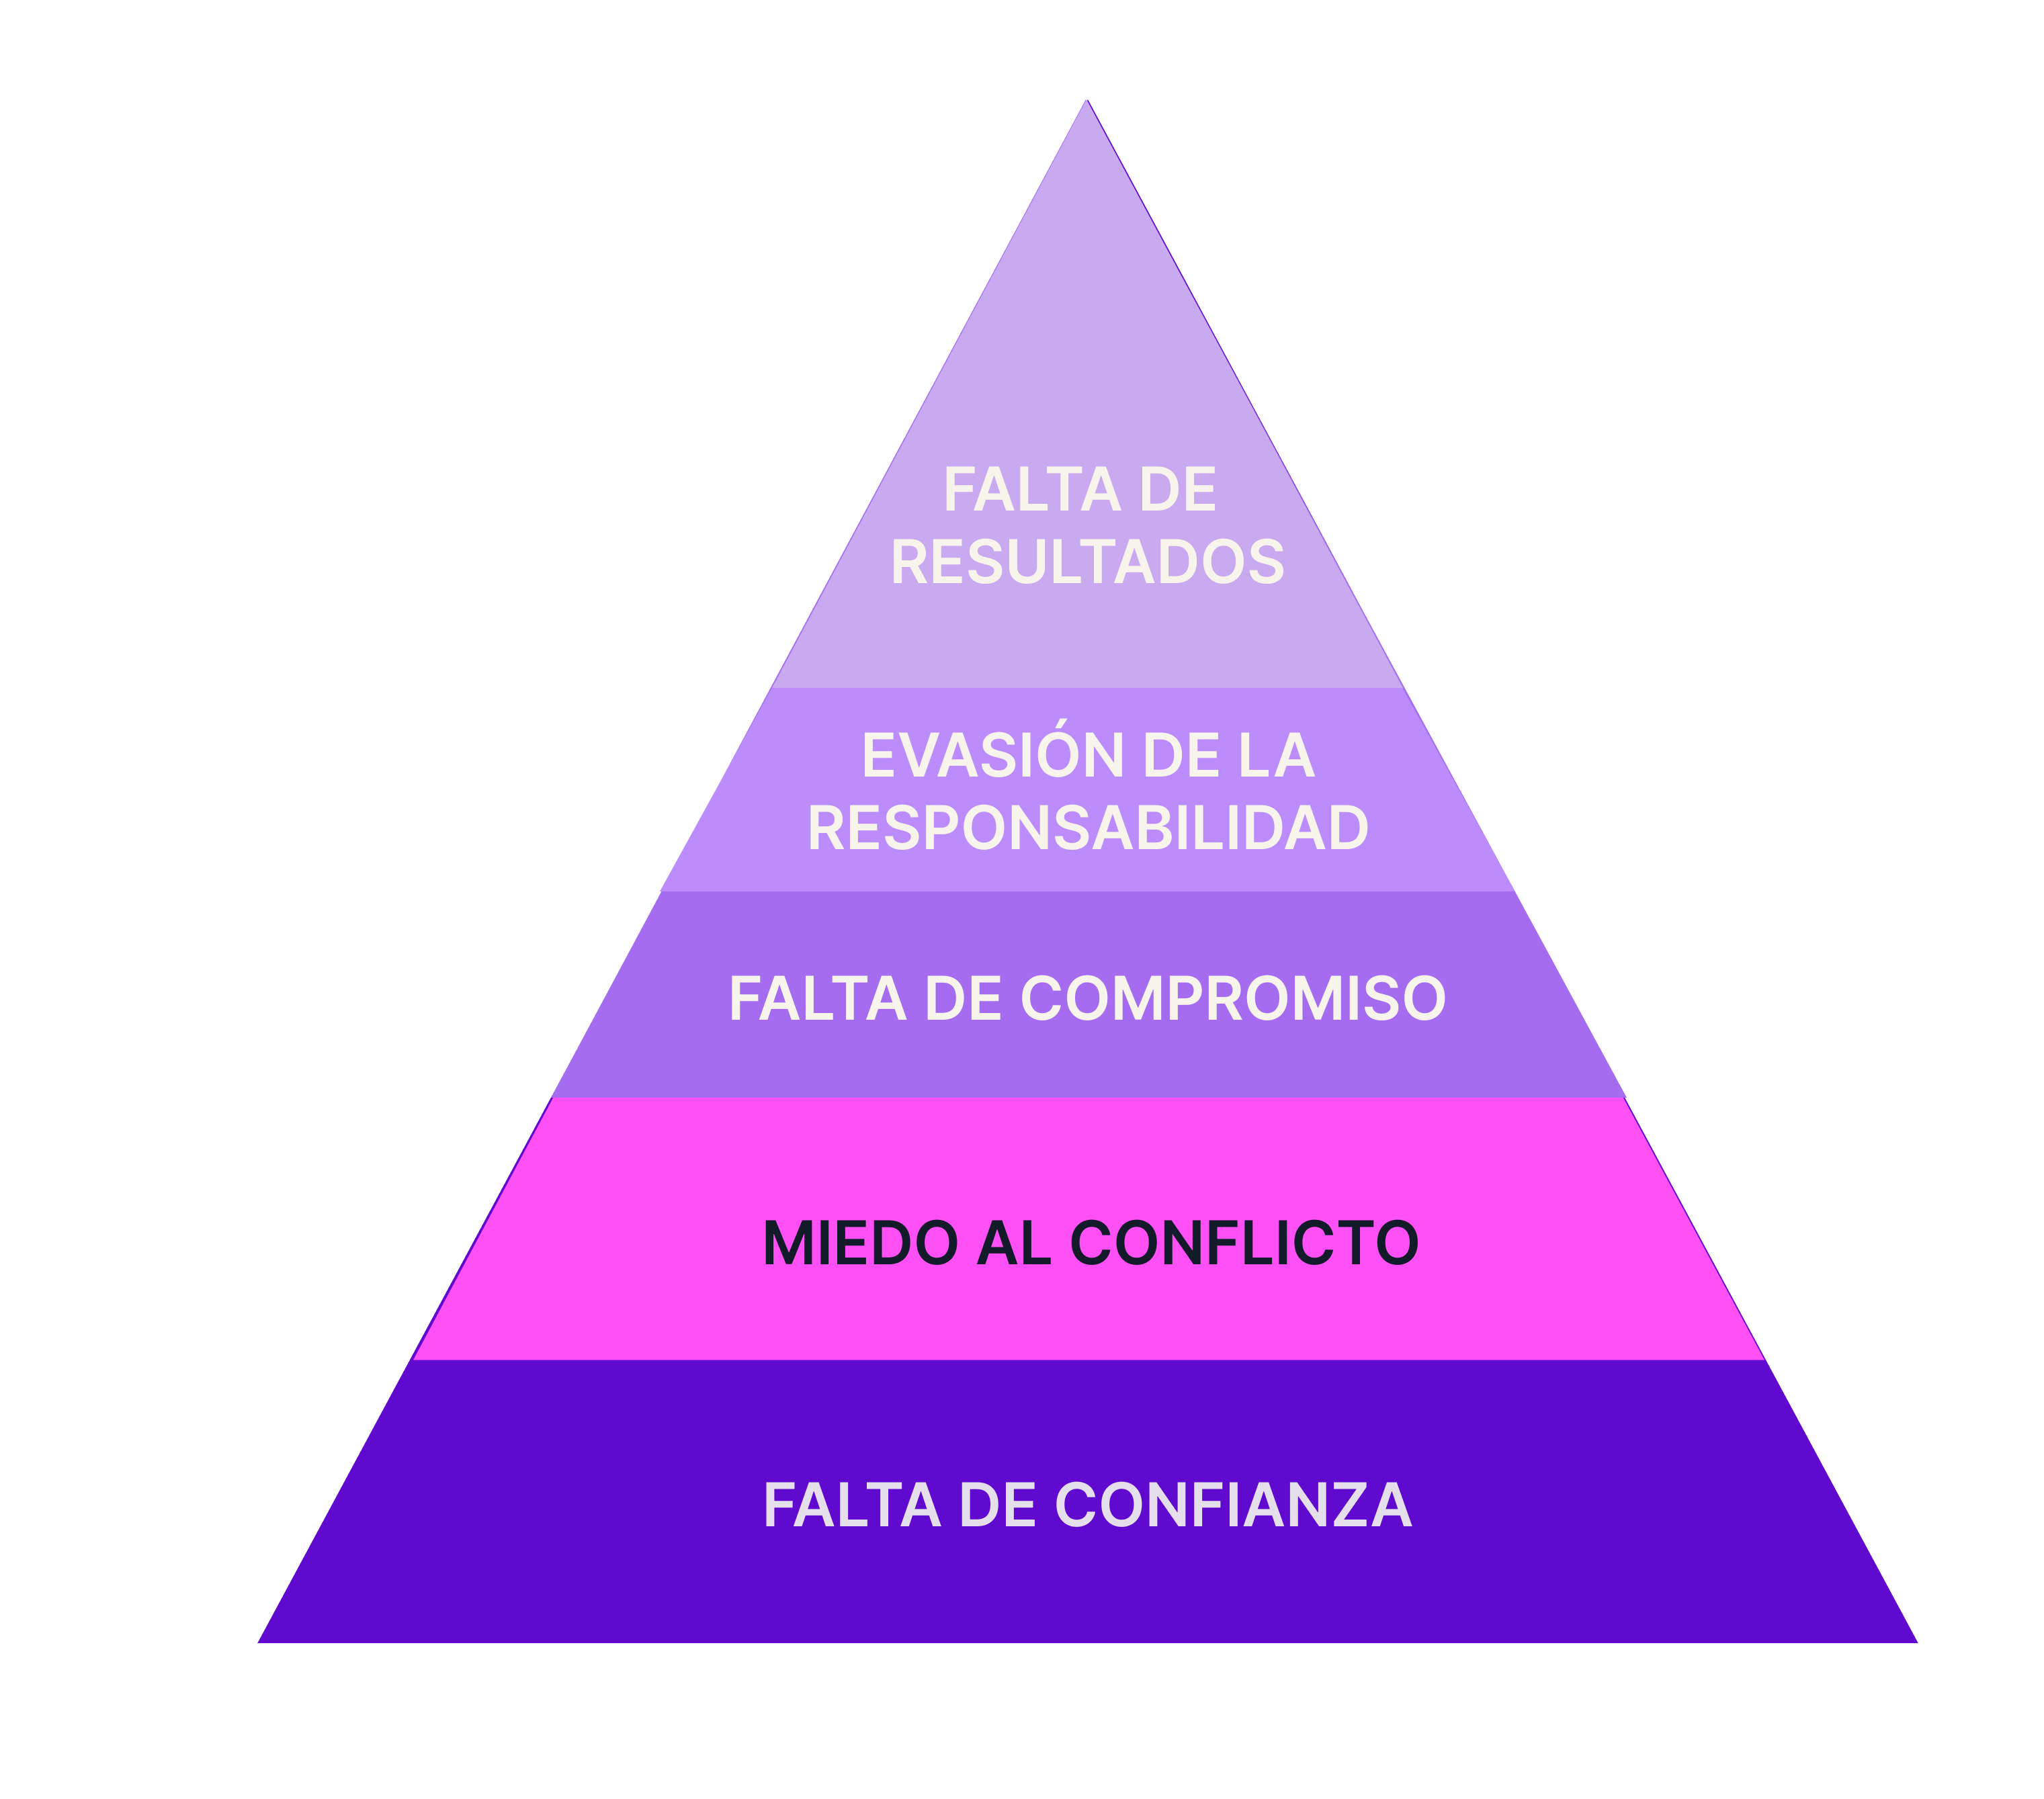 FALTA DE
RESULTADOS
EVASIÓN DE LA
RESPONSABILIDAD
FALTA DE COMPROMISO
MIEDO AL CONFLICTO
FALTA DE CONFIANZA